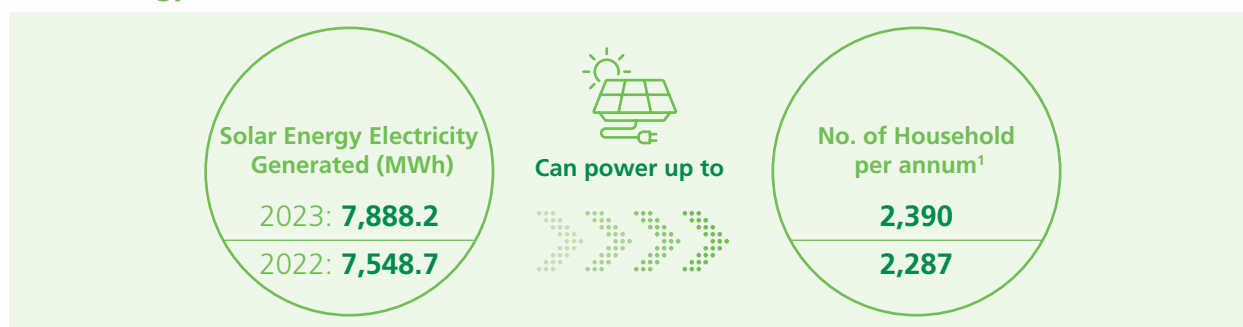 Solar Energy Electricity
Generated (MWh)
2023: 7,888.2
2022: 7,548.7
Can power up to
No. of Household
per annum¹
2,390
2,287